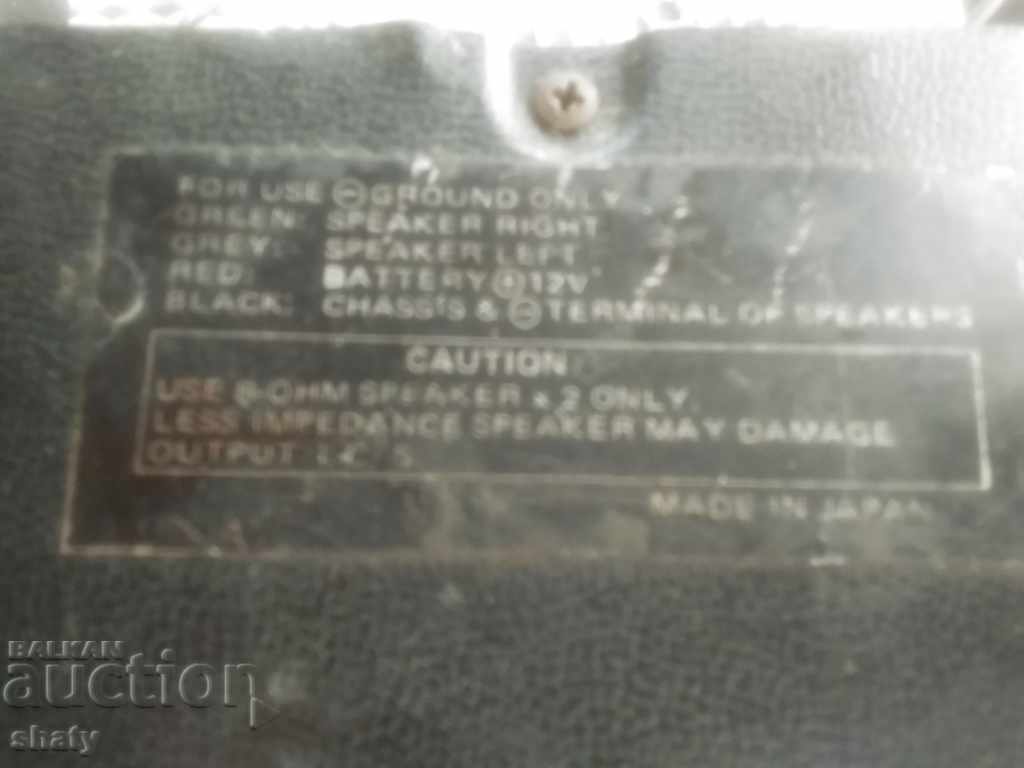 FOR USE ⊖ GROUND ONLY
GREEN: SPEAKER RIGHT
GREY: SPEAKER LEFT
RED: BATTERY ⊕ 12V
BLACK: CHASSIS & ⊖ TERMINAL OF SPEAKERS
CAUTION
USE 8-OHM SPEAKER x 2 ONLY.
LESS IMPEDANCE SPEAKER MAY DAMAGE
OUTPUT I.C.'S
MADE IN JAPAN
BALKAN
auction
shaty